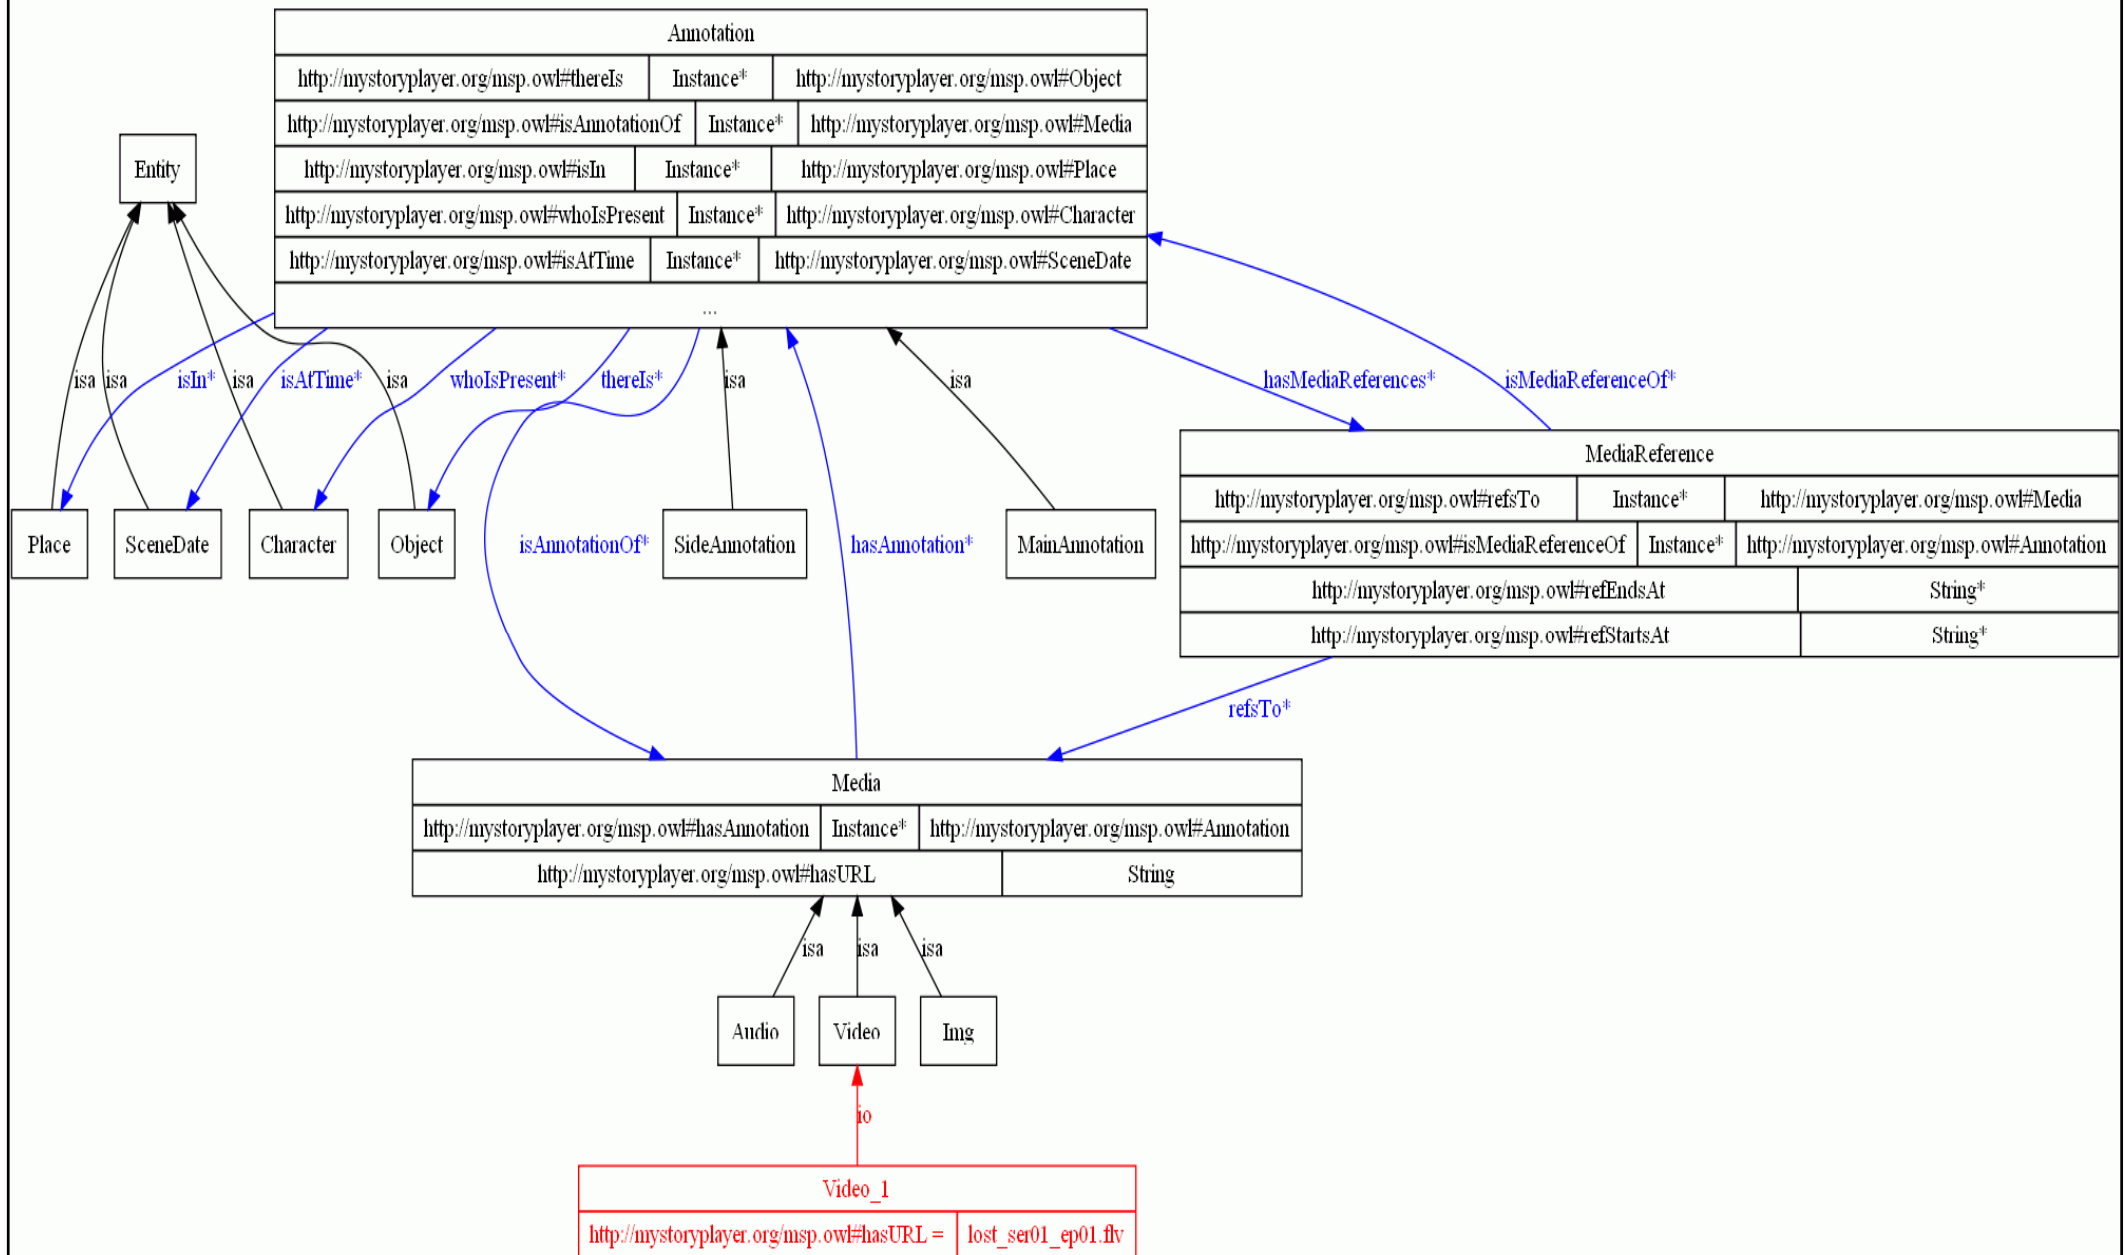 Annotation
http://mystoryplayer.org/msp.owl#thereIs Instance* http://mystoryplayer.org/msp.owl#Object
http://mystoryplayer.org/msp.owl#isAnnotationOf Instance* http://mystoryplayer.org/msp.owl#Media
http://mystoryplayer.org/msp.owl#isIn Instance* http://mystoryplayer.org/msp.owl#Place
http://mystoryplayer.org/msp.owl#whoIsPresent Instance* http://mystoryplayer.org/msp.owl#Character
http://mystoryplayer.org/msp.owl#isAtTime Instance* http://mystoryplayer.org/msp.owl#SceneDate
...
Entity
isa isa isIn* isa isAtTime* isa whoIsPresent* thereIs* isa isa hasMediaReferences* isMediaReferenceOf*
Place SceneDate Character Object isAnnotationOf* SideAnnotation hasAnnotation* MainAnnotation
MediaReference
http://mystoryplayer.org/msp.owl#refsTo Instance* http://mystoryplayer.org/msp.owl#Media
http://mystoryplayer.org/msp.owl#isMediaReferenceOf Instance* http://mystoryplayer.org/msp.owl#Annotation
http://mystoryplayer.org/msp.owl#refEndsAt String*
http://mystoryplayer.org/msp.owl#refStartsAt String*
refsTo*
Media
http://mystoryplayer.org/msp.owl#hasAnnotation Instance* http://mystoryplayer.org/msp.owl#Annotation
http://mystoryplayer.org/msp.owl#hasURL String
isa isa isa
Audio Video Img
io
Video_1
http://mystoryplayer.org/msp.owl#hasURL = lost_ser01_ep01.flv